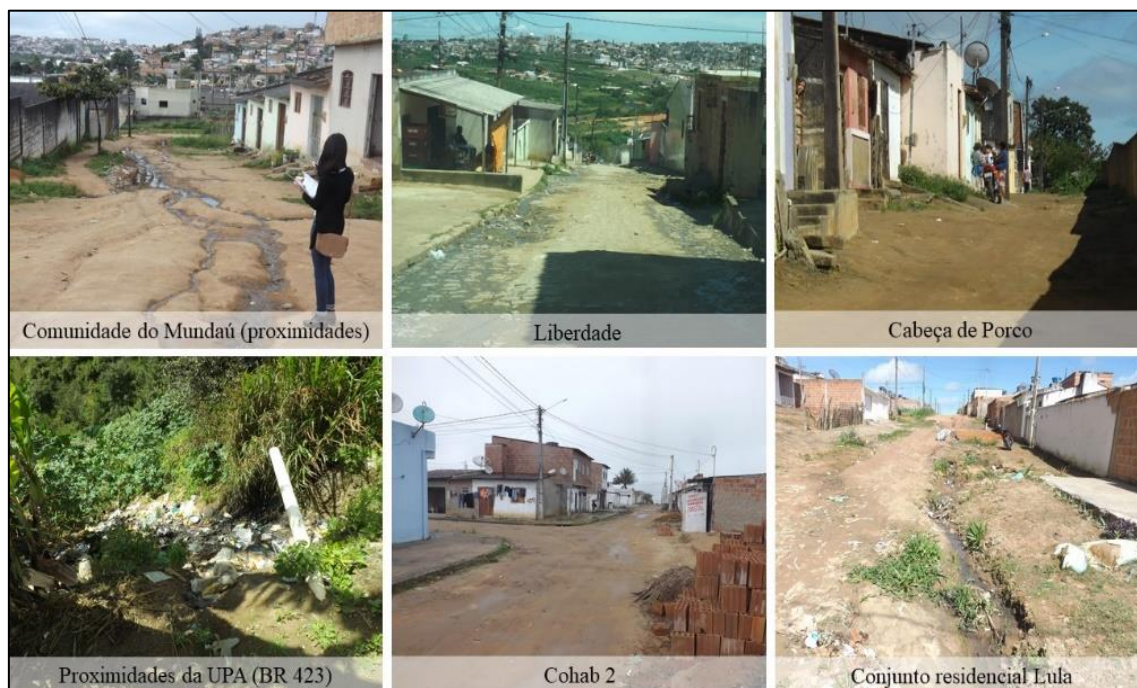 Comunidade do Mundaú (proximidades)
Liberdade
Cabeça de Porco
Proximidades da UPA (BR 423)
Cohab 2
Conjunto residencial Lula